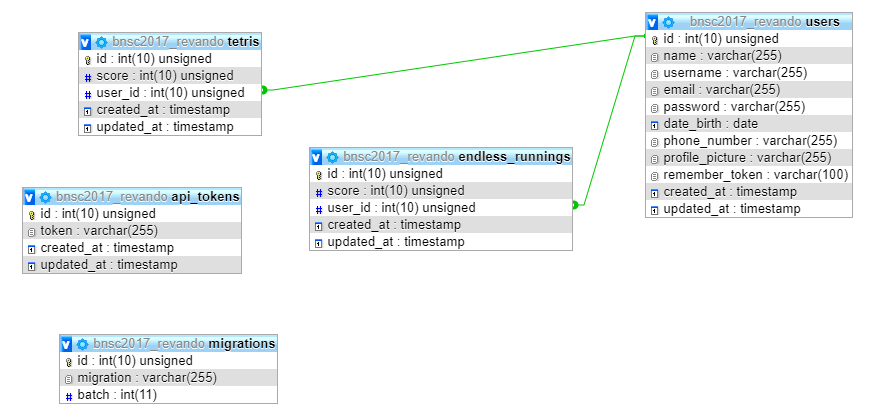 bnsc2017_revando tetris
id : int(10) unsigned
score : int(10) unsigned
user_id : int(10) unsigned
created_at : timestamp
updated_at : timestamp
bnsc2017_revando users
id : int(10) unsigned
name : varchar(255)
username : varchar(255)
email : varchar(255)
password : varchar(255)
date_birth : date
phone_number : varchar(255)
profile_picture : varchar(255)
remember_token : varchar(100)
created_at : timestamp
updated_at : timestamp
bnsc2017_revando endless_runnings
id : int(10) unsigned
score : int(10) unsigned
user_id : int(10) unsigned
created_at : timestamp
updated_at : timestamp
bnsc2017_revando api_tokens
id : int(10) unsigned
token : varchar(255)
created_at : timestamp
updated_at : timestamp
bnsc2017_revando migrations
id : int(10) unsigned
migration : varchar(255)
batch : int(11)